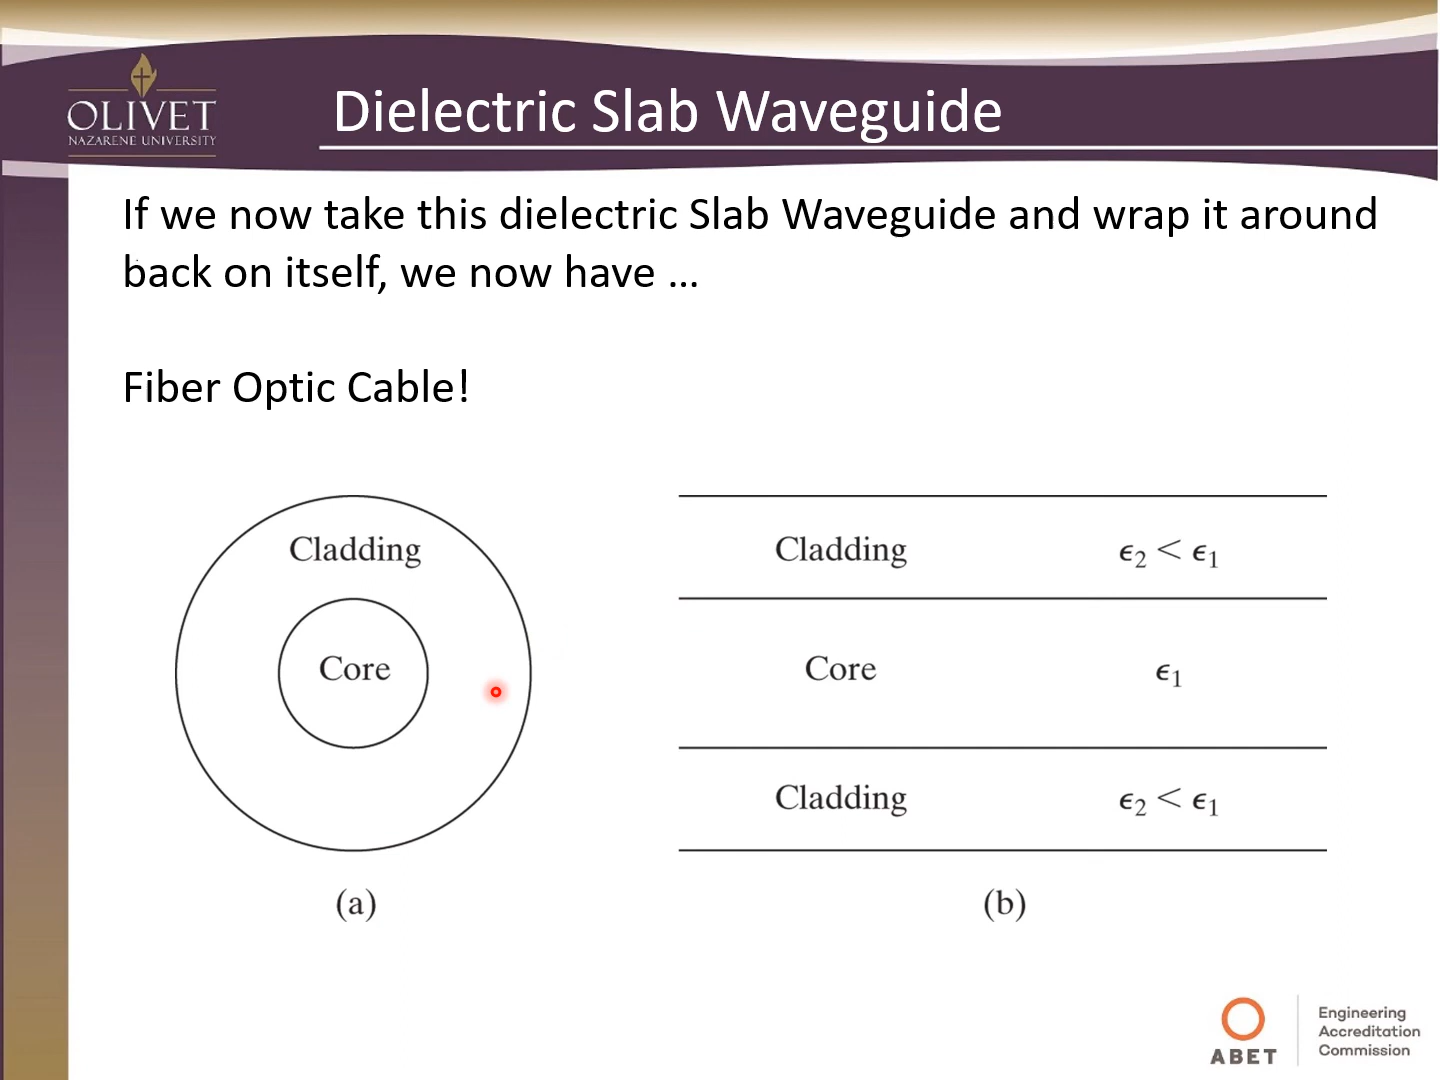 OLIVET
NAZARENE UNIVERSITY
Dielectric Slab Waveguide
If we now take this dielectric Slab Waveguide and wrap it around
back on itself, we now have ...
Fiber Optic Cable!
Cladding
Core
(a)
Cladding ϵ₂ < ϵ₁
Core ϵ₁
Cladding ϵ₂ < ϵ₁
(b)
ABET
Engineering
Accreditation
Commission